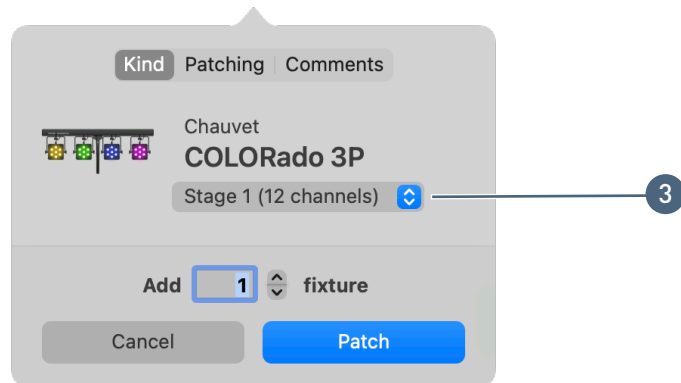 Kind Patching Comments
Chauvet
COLORado 3P
Stage 1 (12 channels)
3
Add 1 fixture
Cancel Patch